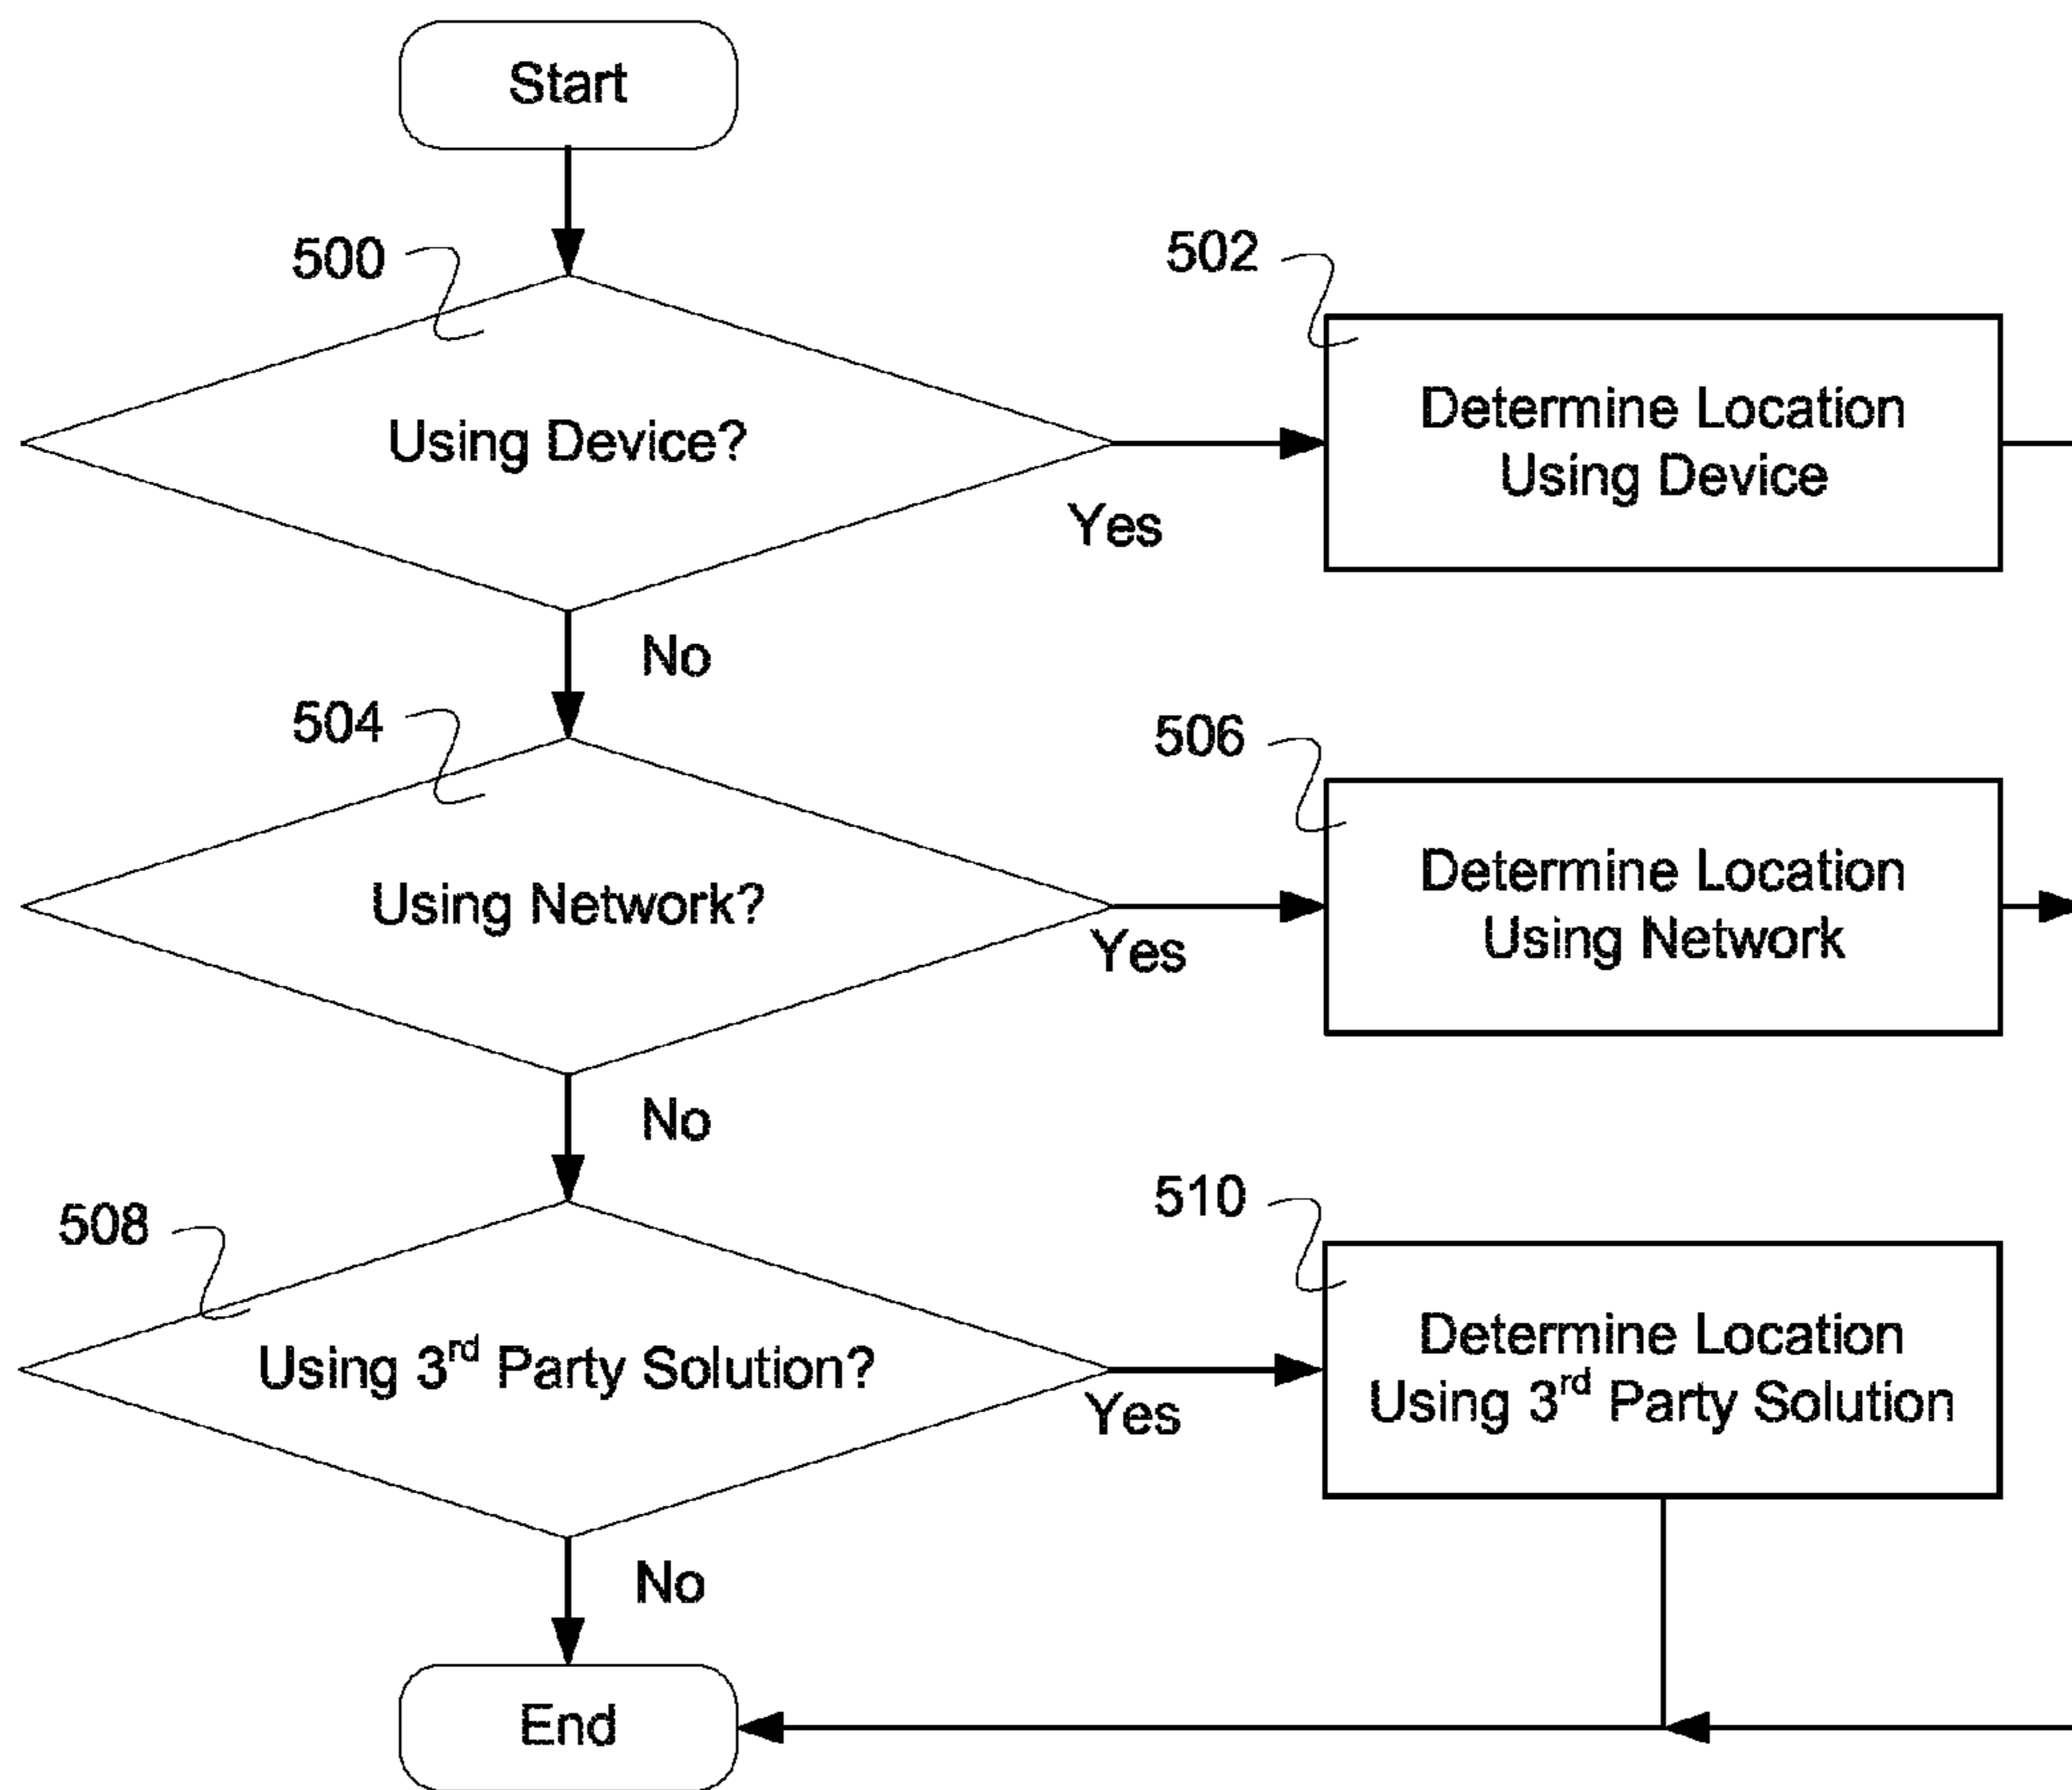 Start
500
502
Using Device?
Determine Location
Using Device
Yes
No
504
506
Using Network?
Determine Location
Using Network
Yes
No
508
510
Using 3rd Party Solution?
Determine Location
Using 3rd Party Solution
Yes
No
End